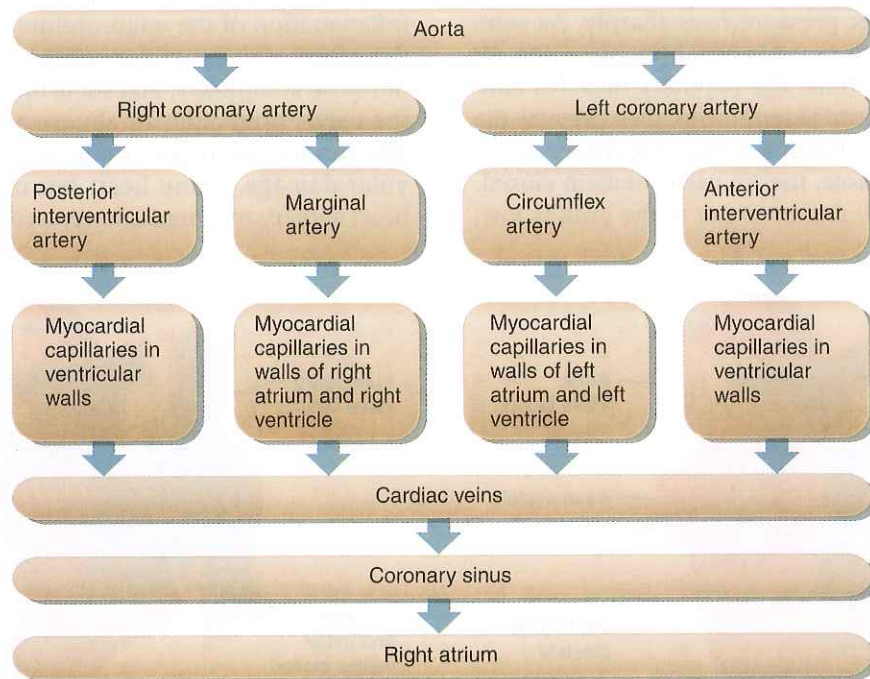 Aorta
Right coronary artery
Left coronary artery
Posterior
interventricular
artery
Marginal
artery
Circumflex
artery
Anterior
interventricular
artery
Myocardial
capillaries in
ventricular
walls
Myocardial
capillaries in
walls of right
atrium and right
ventricle
Myocardial
capillaries in
walls of left
atrium and left
ventricle
Myocardial
capillaries in
ventricular
walls
Cardiac veins
Coronary sinus
Right atrium